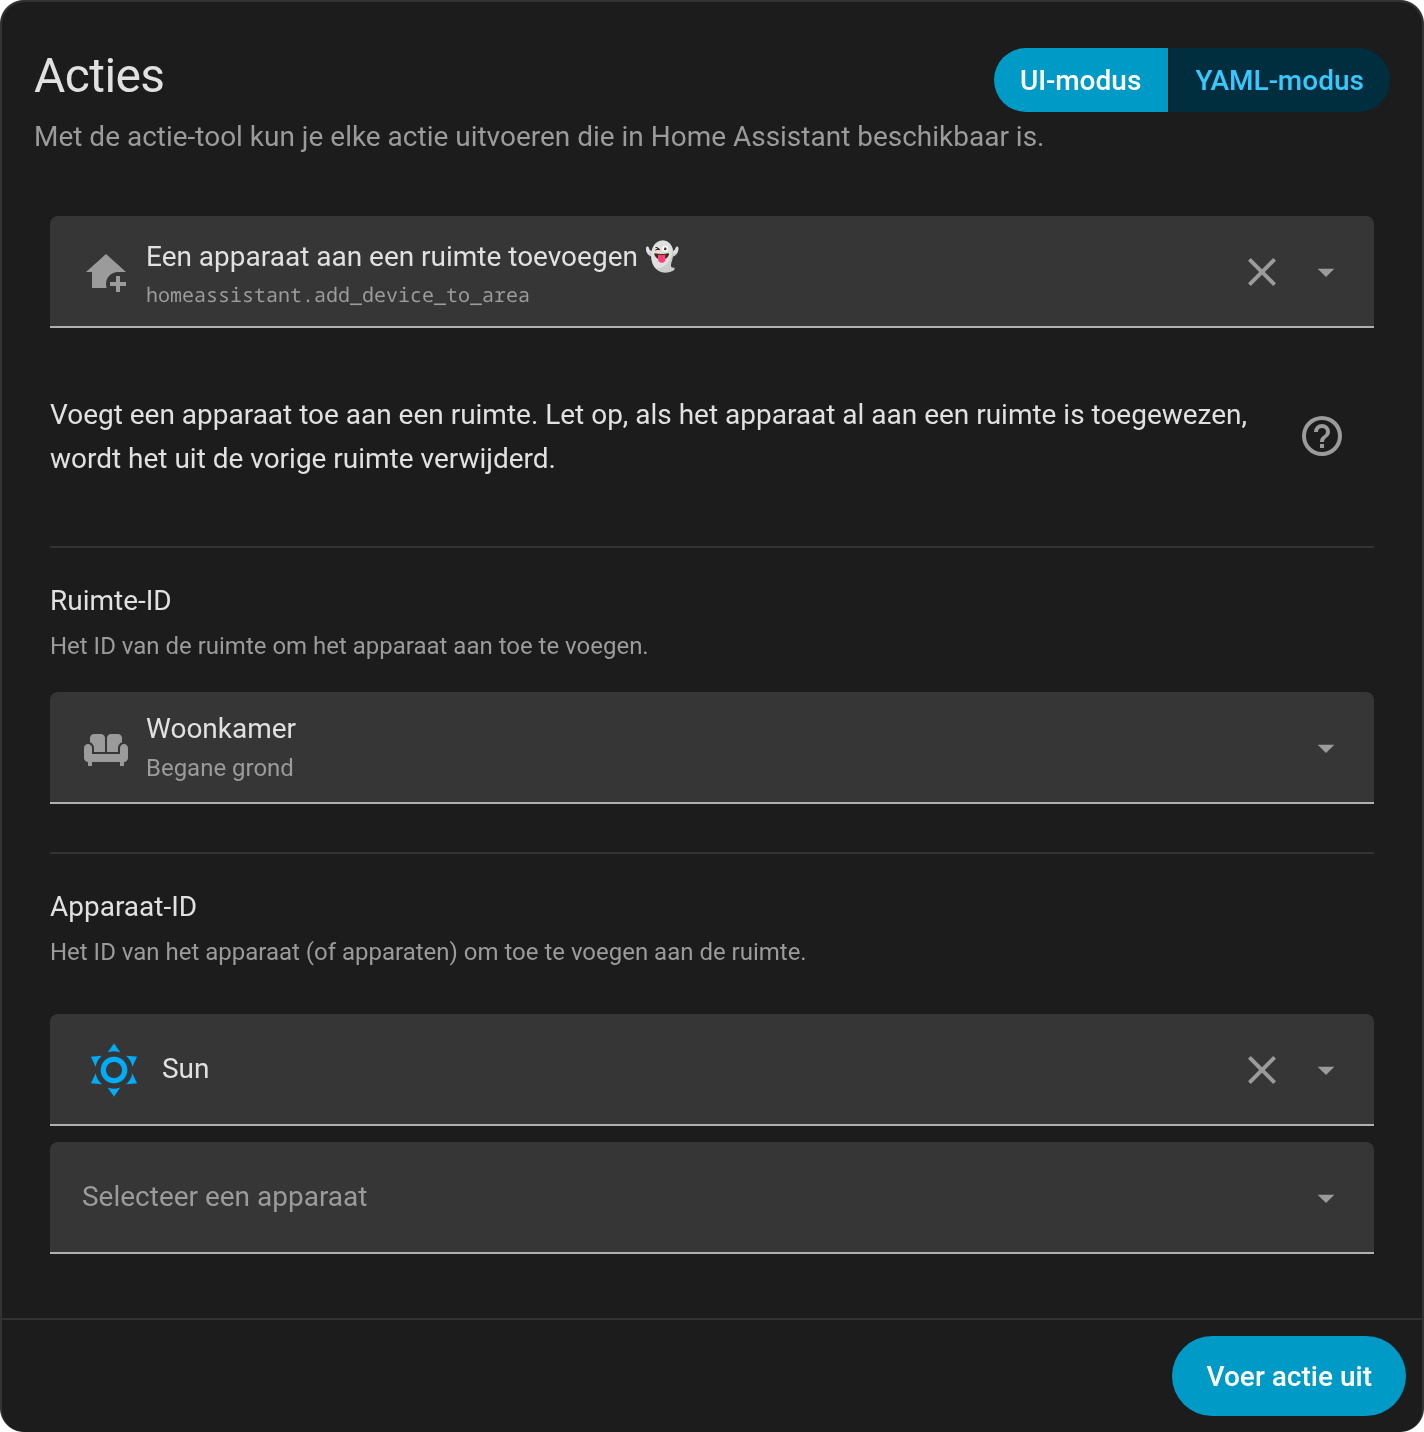 Acties
UI-modus
YAML-modus
Met de actie-tool kun je elke actie uitvoeren die in Home Assistant beschikbaar is.
Een apparaat aan een ruimte toevoegen 👻
homeassistant.add_device_to_area
Voegt een apparaat toe aan een ruimte. Let op, als het apparaat al aan een ruimte is toegewezen,
wordt het uit de vorige ruimte verwijderd.
Ruimte-ID
Het ID van de ruimte om het apparaat aan toe te voegen.
Woonkamer
Begane grond
Apparaat-ID
Het ID van het apparaat (of apparaten) om toe te voegen aan de ruimte.
Sun
Selecteer een apparaat
Voer actie uit